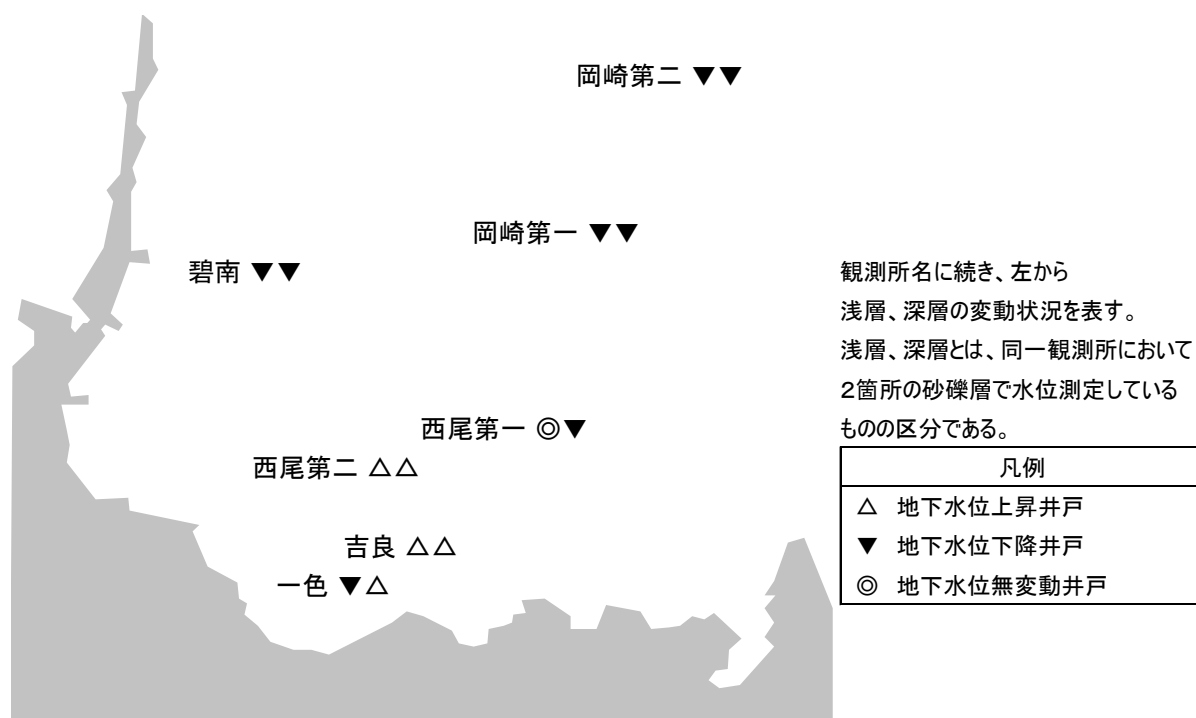 岡崎第二 ▼▼
岡崎第一 ▼▼
碧南 ▼▼
西尾第一 ◎▼
西尾第二 △△
吉良 △△
一色 ▼△
観測所名に続き、左から
浅層、深層の変動状況を表す。
浅層、深層とは、同一観測所において
２箇所の砂礫層で水位測定している
ものの区分である。
凡例
△ 地下水位上昇井戸
▼ 地下水位下降井戸
◎ 地下水位無変動井戸